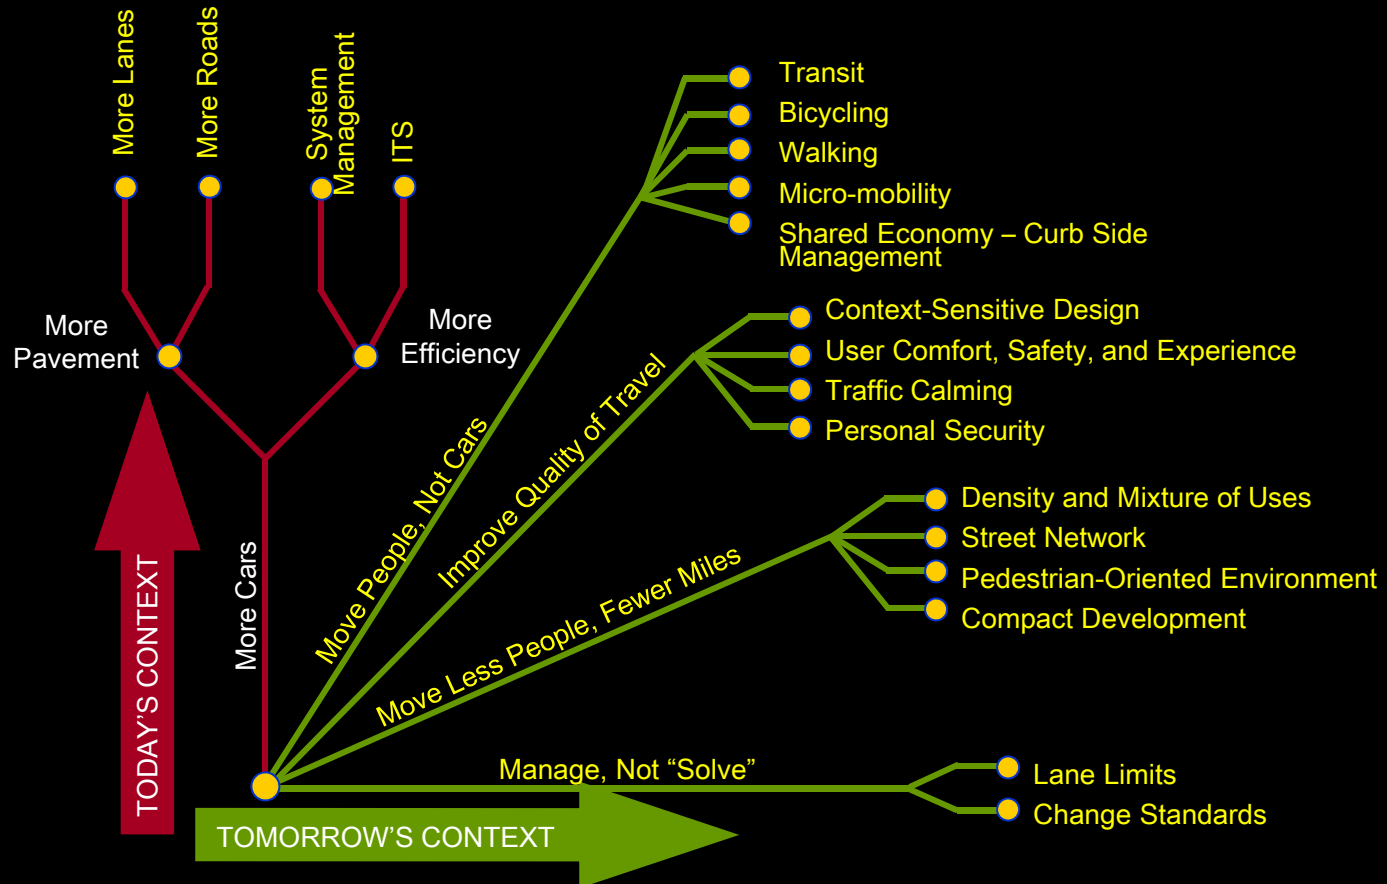 More Lanes
More Roads
System
Management
ITS
More
Pavement
More
Efficiency
More Cars
TODAY'S CONTEXT
Move People, Not Cars
Transit
Bicycling
Walking
Micro-mobility
Shared Economy – Curb Side
Management
Improve Quality of Travel
Context-Sensitive Design
User Comfort, Safety, and Experience
Traffic Calming
Personal Security
Move Less People, Fewer Miles
Density and Mixture of Uses
Street Network
Pedestrian-Oriented Environment
Compact Development
Manage, Not “Solve”
Lane Limits
Change Standards
TOMORROW'S CONTEXT